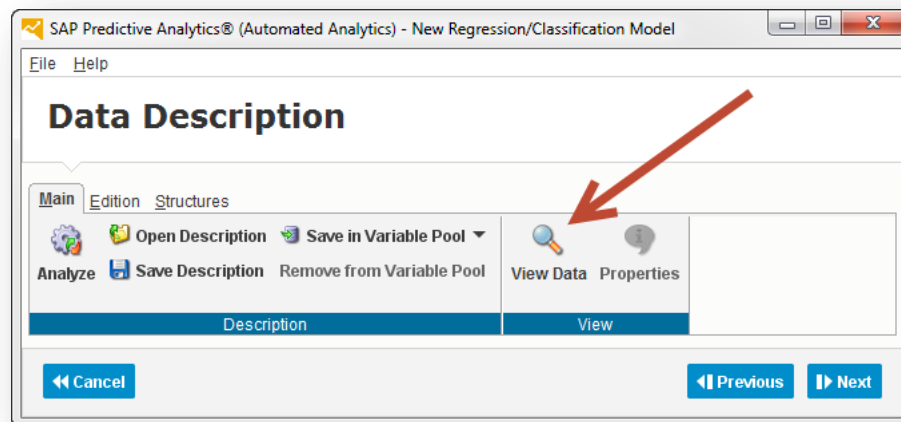 SAP Predictive Analytics® (Automated Analytics) - New Regression/Classification Model
File Help
Data Description
Main Edition Structures
Open Description Save in Variable Pool
Analyze Save Description Remove from Variable Pool View Data Properties
Description View
Cancel Previous Next